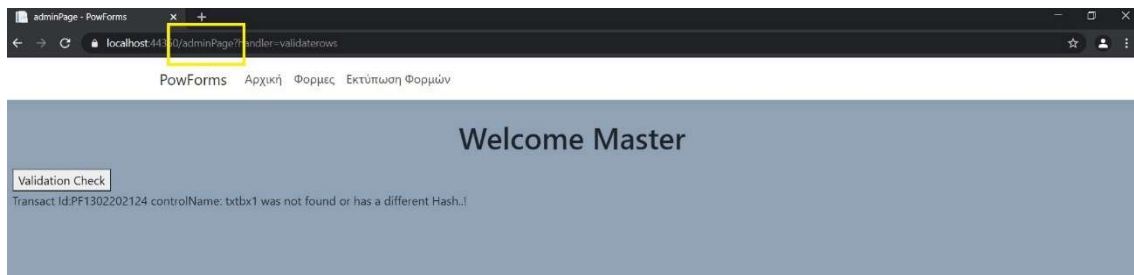 adminPage - PowForms
localhost:44360/adminPage?handler=validaterows
PowForms Αρχική Φορμες Εκτύπωση Φορμών
Welcome Master
Validation Check
Transact Id:PF1302202124 controlName: txtbx1 was not found or has a different Hash..!